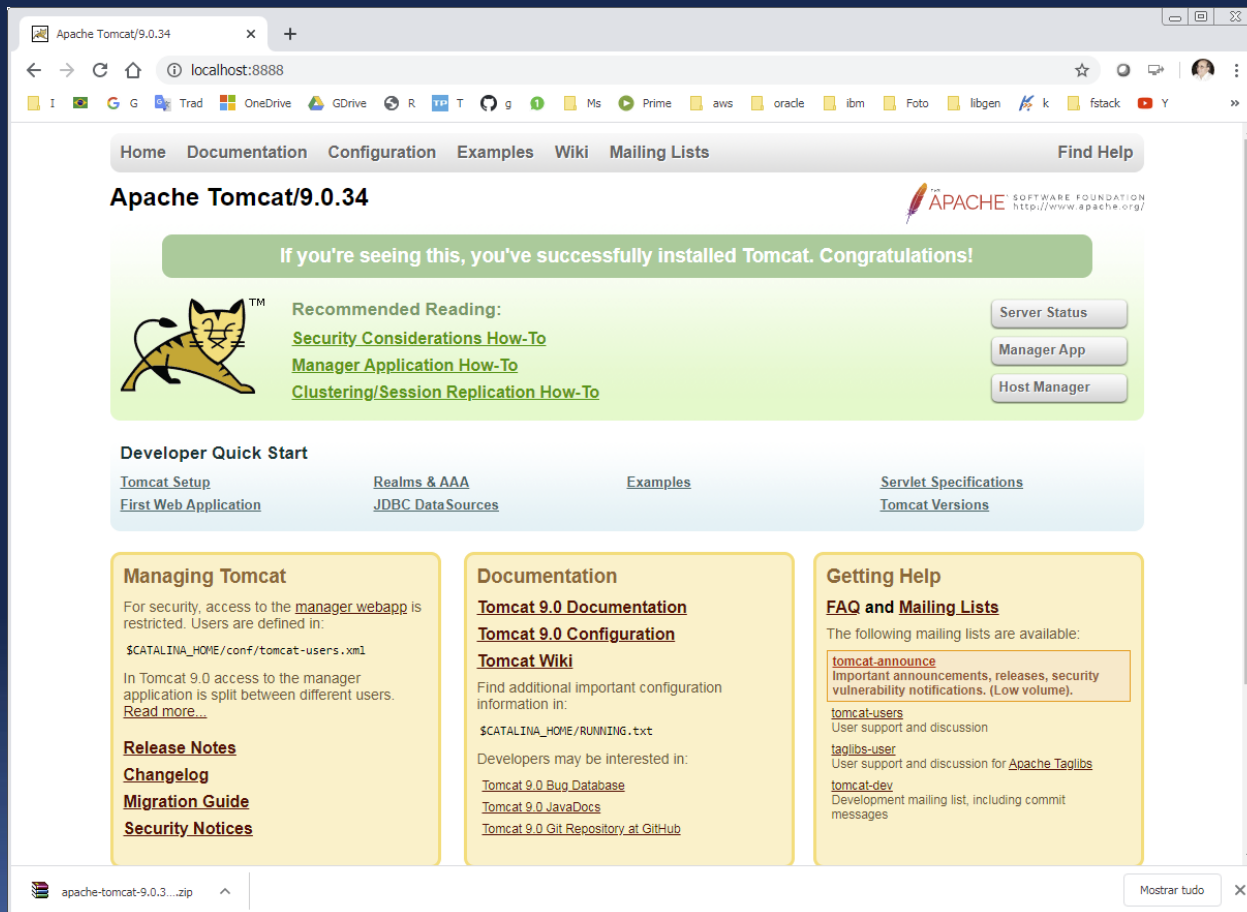 Apache Tomcat/9.0.34
localhost:8888
I G Trad OneDrive GDrive R T g Ms Prime aws oracle ibm Foto libgen k fstack Y »
Home Documentation Configuration Examples Wiki Mailing Lists Find Help
Apache Tomcat/9.0.34
THE APACHE SOFTWARE FOUNDATION
http://www.apache.org/
If you're seeing this, you've successfully installed Tomcat. Congratulations!
TM
Recommended Reading:
Security Considerations How-To
Manager Application How-To
Clustering/Session Replication How-To
Server Status
Manager App
Host Manager
Developer Quick Start
Tomcat Setup
First Web Application
Realms & AAA
JDBC DataSources
Examples
Servlet Specifications
Tomcat Versions
Managing Tomcat
For security, access to the manager webapp is
restricted. Users are defined in:
$CATALINA_HOME/conf/tomcat-users.xml
In Tomcat 9.0 access to the manager
application is split between different users.
Read more...
Release Notes
Changelog
Migration Guide
Security Notices
Documentation
Tomcat 9.0 Documentation
Tomcat 9.0 Configuration
Tomcat Wiki
Find additional important configuration
information in:
$CATALINA_HOME/RUNNING.txt
Developers may be interested in:
Tomcat 9.0 Bug Database
Tomcat 9.0 JavaDocs
Tomcat 9.0 Git Repository at GitHub
Getting Help
FAQ and Mailing Lists
The following mailing lists are available:
tomcat-announce
Important announcements, releases, security
vulnerability notifications. (Low volume).
tomcat-users
User support and discussion
taglibs-user
User support and discussion for Apache Taglibs
tomcat-dev
Development mailing list, including commit
messages
apache-tomcat-9.0.3....zip
Mostrar tudo